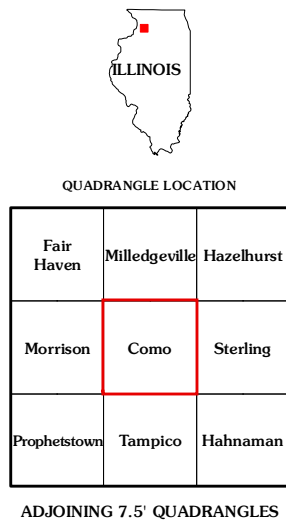 ILLINOIS
QUADRANGLE LOCATION
Fair
Haven
Milledgeville
Hazelhurst
Morrison
Como
Sterling
Prophetstown
Tampico
Hahnaman
ADJOINING 7.5' QUADRANGLES